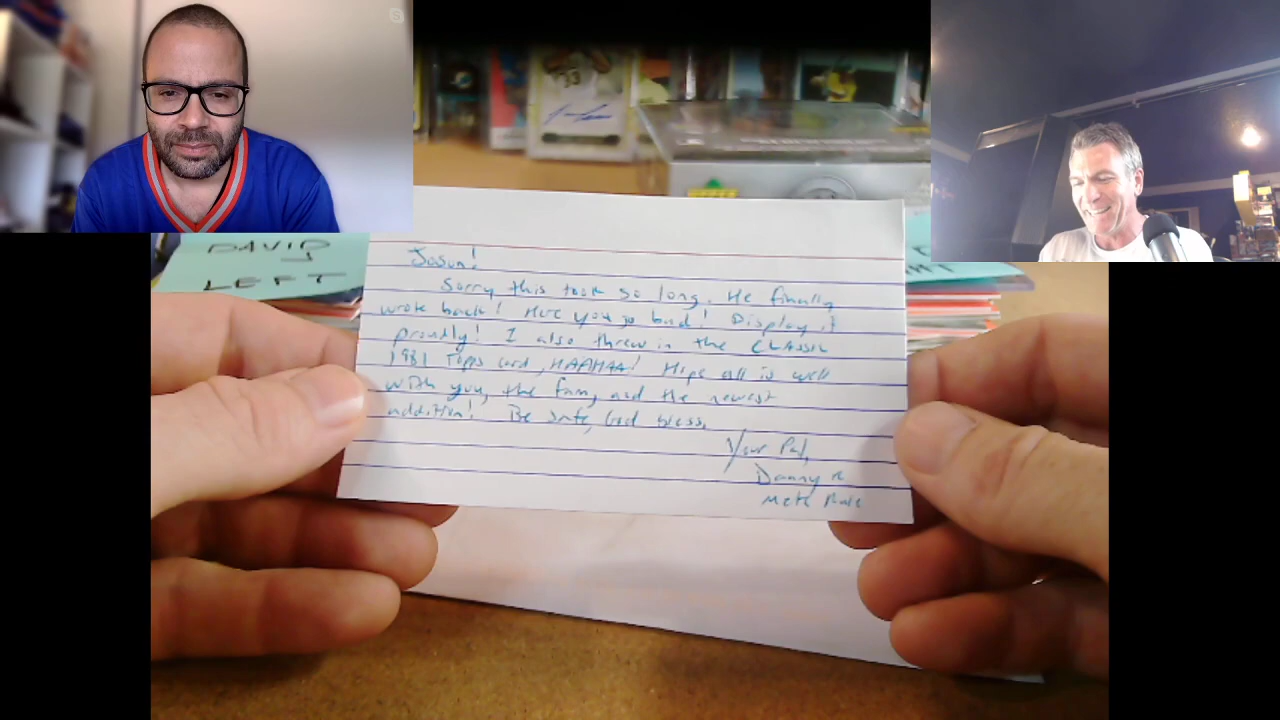 DAVID
LEFT
Jason!
Sorry this took so long. He finally
wrote back! Here you go bud! Display it
proudly! I also threw in the CLASSIC
1981 Topps card, HAAHAA! Hope all is well
with you, the fam, and the newest
addition! Be safe, God bless,
Your Pal,
Danny